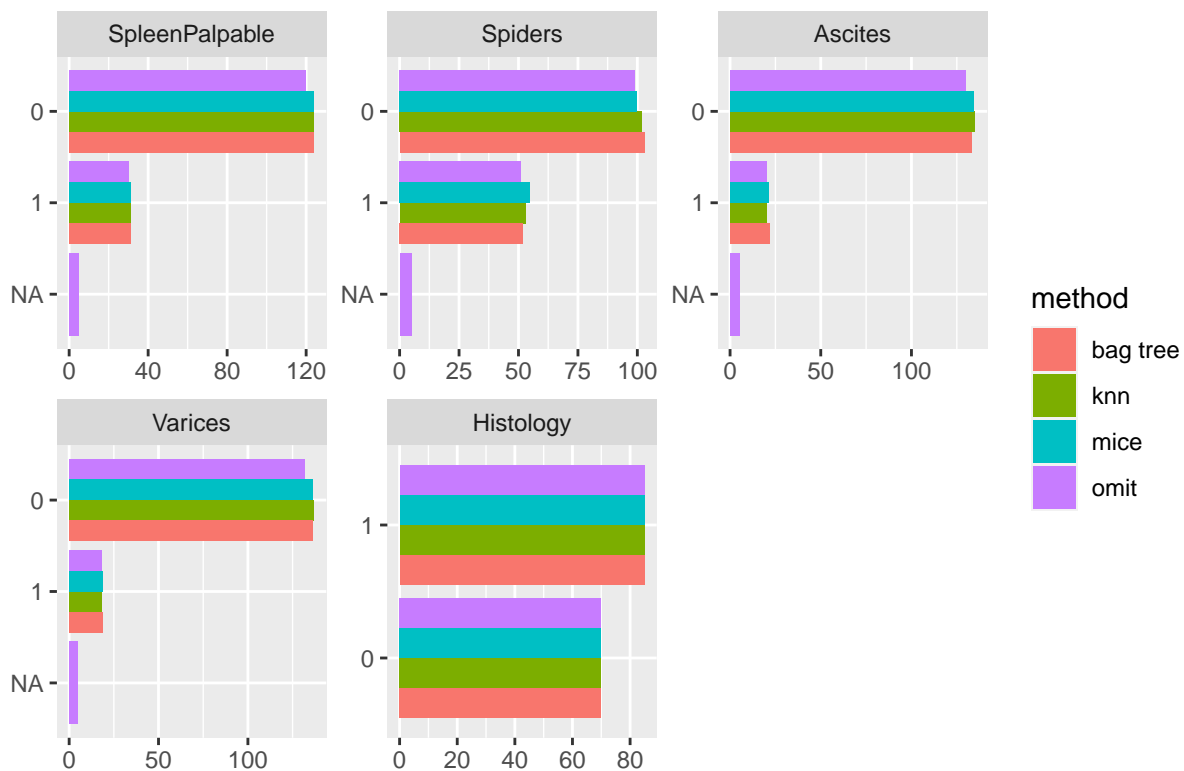 SpleenPalpable
Spiders
Ascites
0
1
NA
0 40 80 120
0
1
NA
0 25 50 75 100
0
1
NA
0 50 100
Varices
Histology
0
1
NA
0 50 100
1
0
0 20 40 60 80
method
bag tree
knn
mice
omit